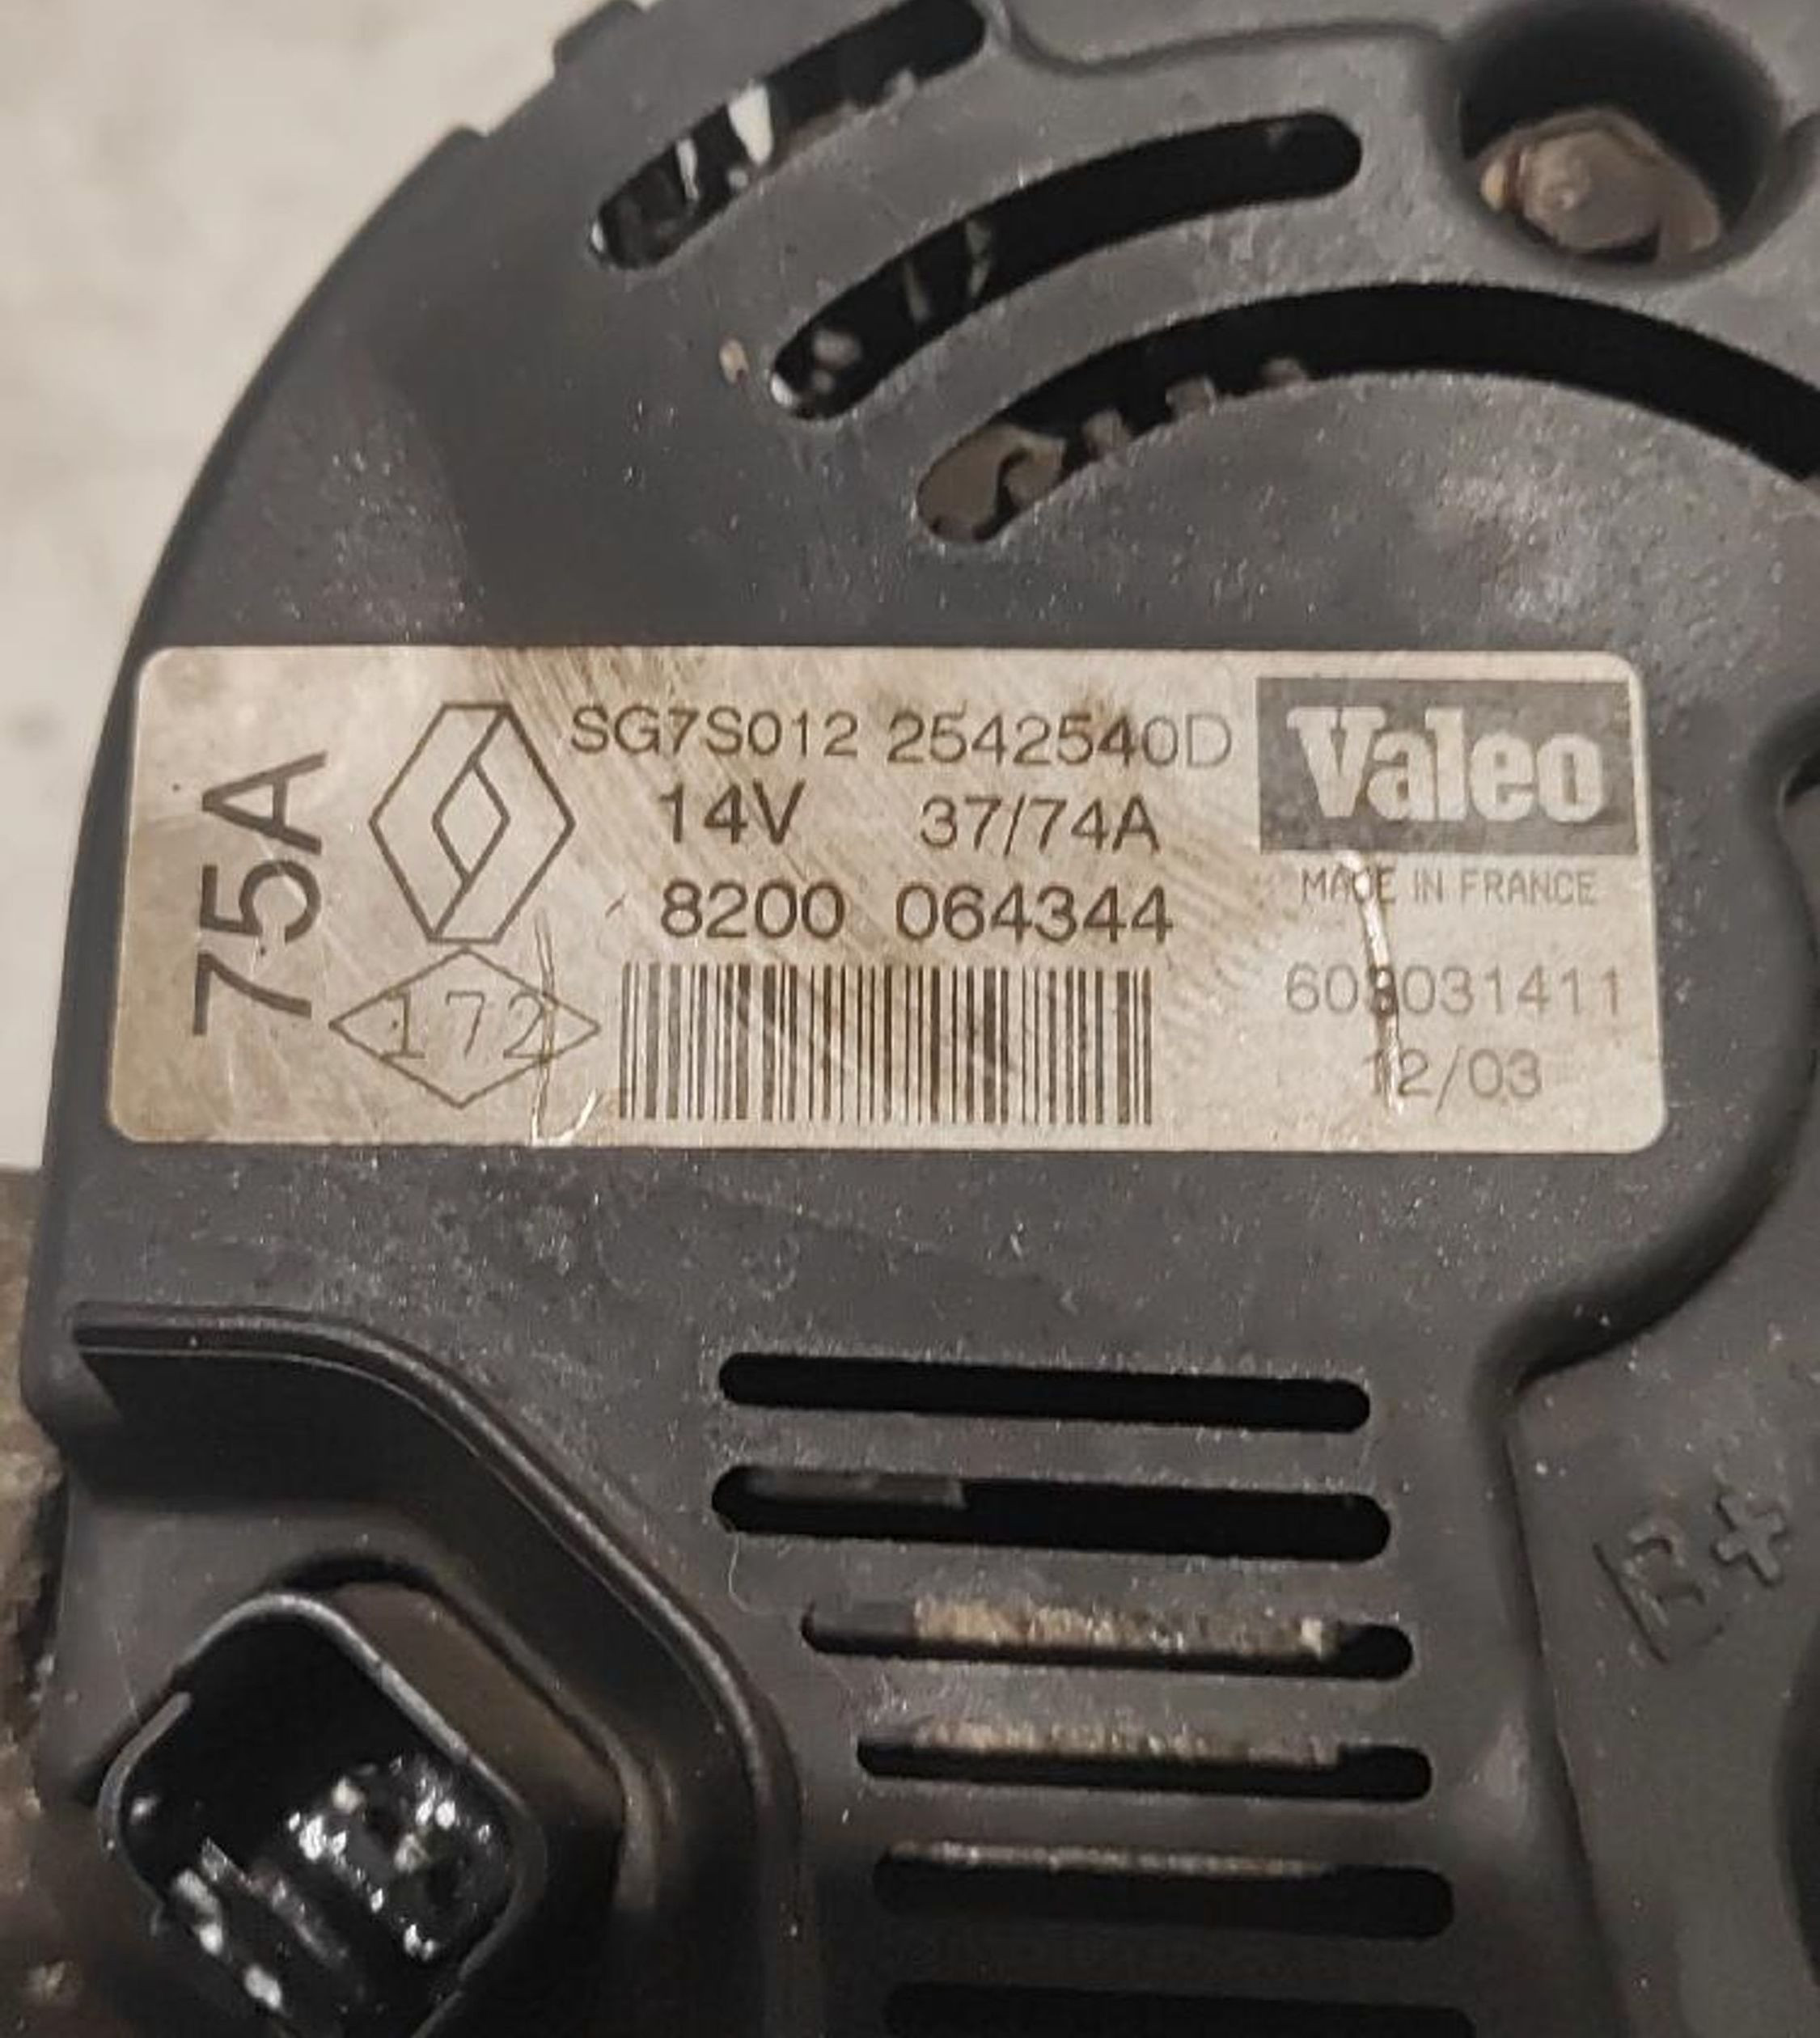 75A
SG7S012 2542540D
14V 37/74A
8200 064344
172
Valeo
MADE IN FRANCE
12/03
B+